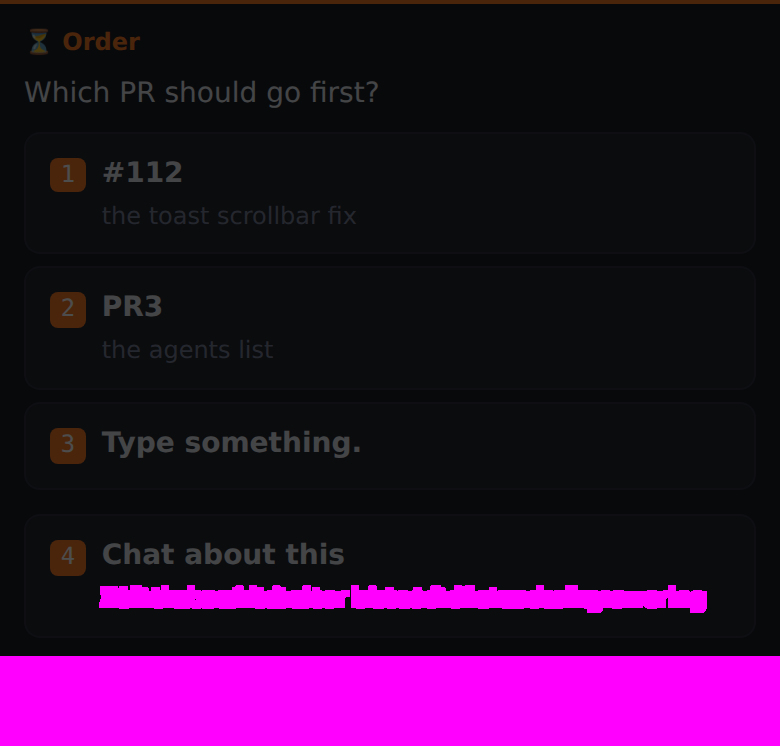 ⏳ Order
Which PR should go first?
1 #112
the toast scrollbar fix
2 PR3
the agents list
3 Type something.
4 Chat about this